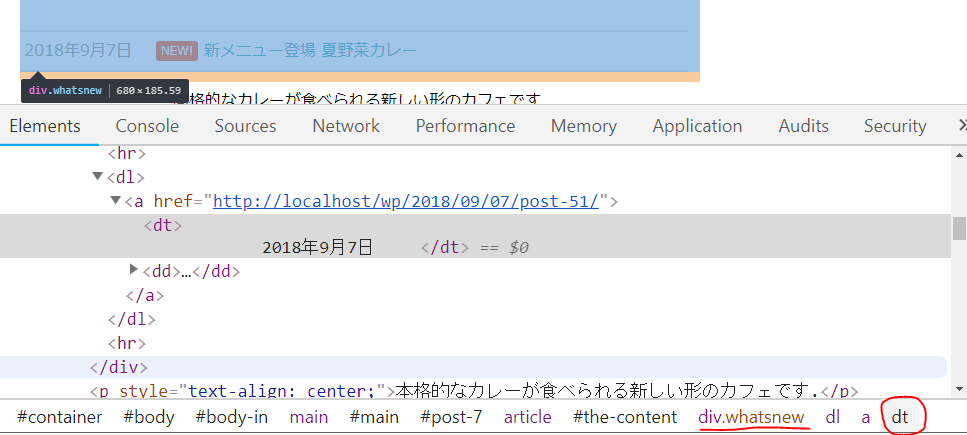 2018年9月7日 NEW! 新メニュー登場 夏野菜カレー
div.whatsnew 680×185.59
格的なカレーが食べられる新しい形のカフェです
Elements Console Sources Network Performance Memory Application Audits Security
<hr>
▼<dl>
▼<a href="http://localhost/wp/2018/09/07/post-51/">
<dt>
2018年9月7日 </dt> == $0
▶<dd>…</dd>
</a>
</dl>
<hr>
</div>
<p style="text-align: center;">本格的なカレーが食べられる新しい形のカフェです.</p>
#container #body #body-in main #main #post-7 article #the-content div.whatsnew dl a dt